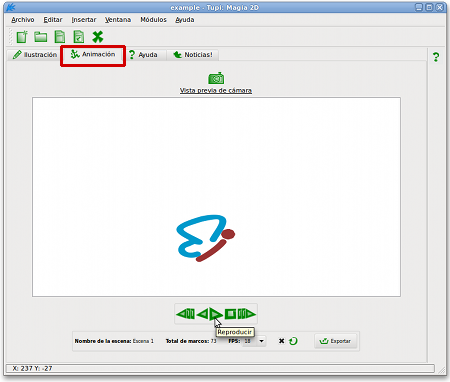 example - Tupi: Magia 2D
Archivo Editar Insertar Ventana Módulos Ayuda
Ilustración Animación Ayuda Noticias!
?
Vista previa de cámara
Reproducir
Nombre de la escena: Escena 1 Total de marcos: 73 FPS: 18 Exportar
X: 237 Y: -27